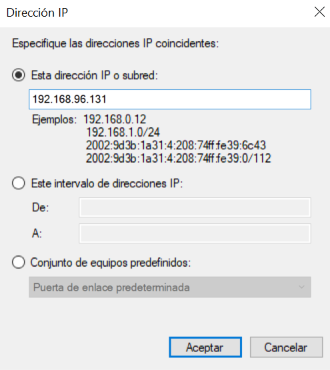 Dirección IP
Especifique las direcciones IP coincidentes:
Esta dirección IP o subred:
192.168.96.131
Ejemplos: 192.168.0.12
192.168.1.0/24
2002:9d3b:1a31:4:208:74ff:fe39:6c43
2002:9d3b:1a31:4:208:74ff:fe39:0/112
Este intervalo de direcciones IP:
De:
A:
Conjunto de equipos predefinidos:
Puerta de enlace predeterminada
Aceptar Cancelar